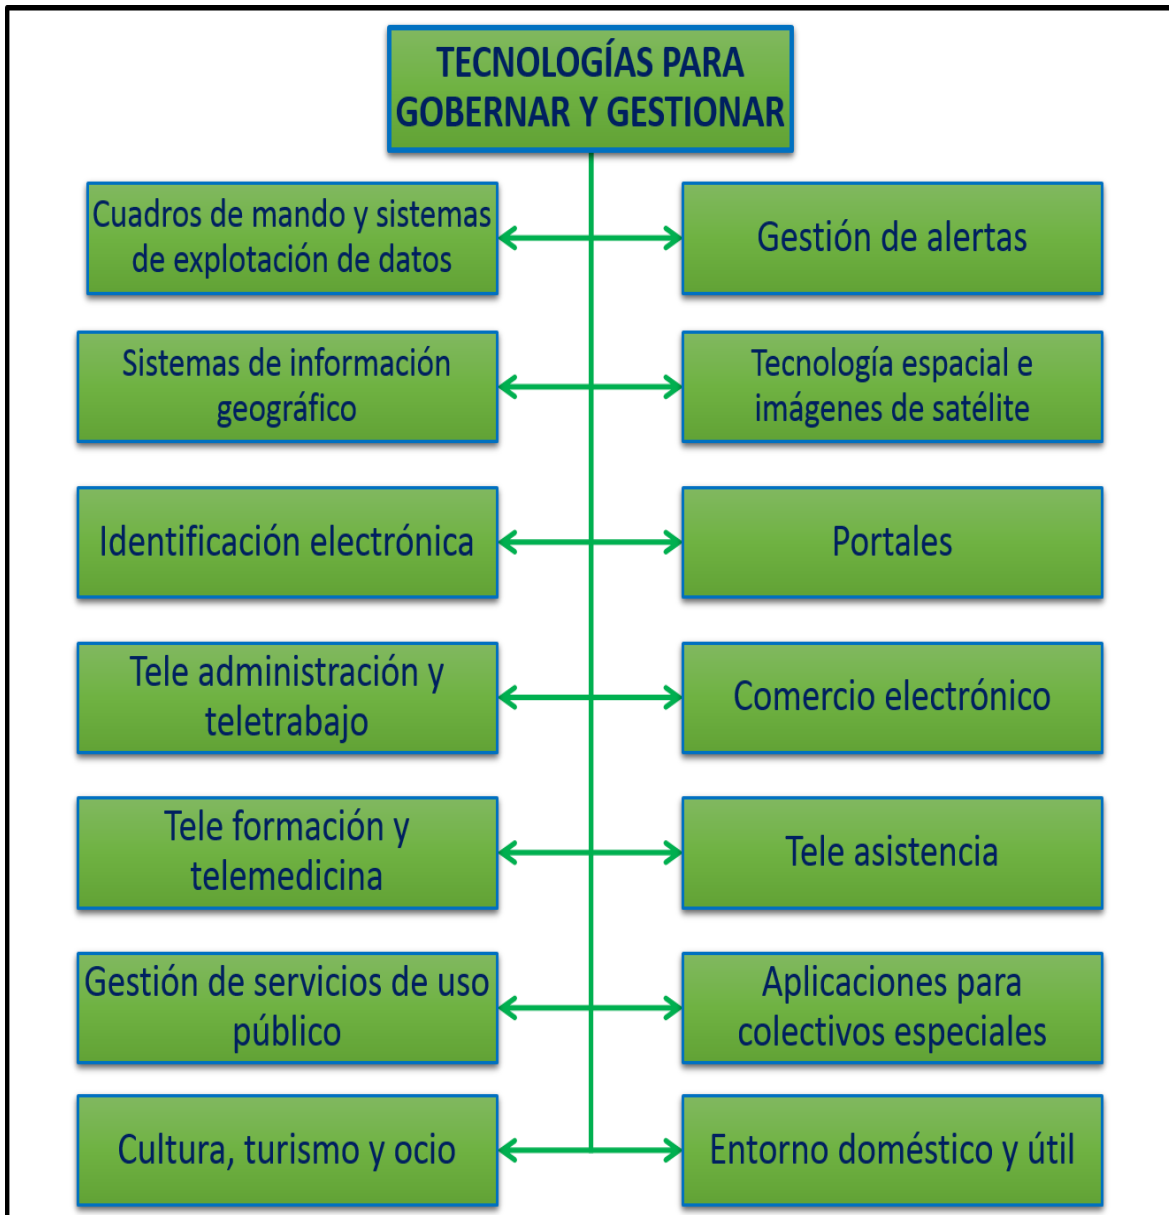 TECNOLOGÍAS PARA
GOBERNAR Y GESTIONAR
Cuadros de mando y sistemas
de explotación de datos
Gestión de alertas
Sistemas de información
geográfico
Tecnología espacial e
imágenes de satélite
Identificación electrónica
Portales
Tele administración y
teletrabajo
Comercio electrónico
Tele formación y
telemedicina
Tele asistencia
Gestión de servicios de uso
público
Aplicaciones para
colectivos especiales
Cultura, turismo y ocio
Entorno doméstico y útil